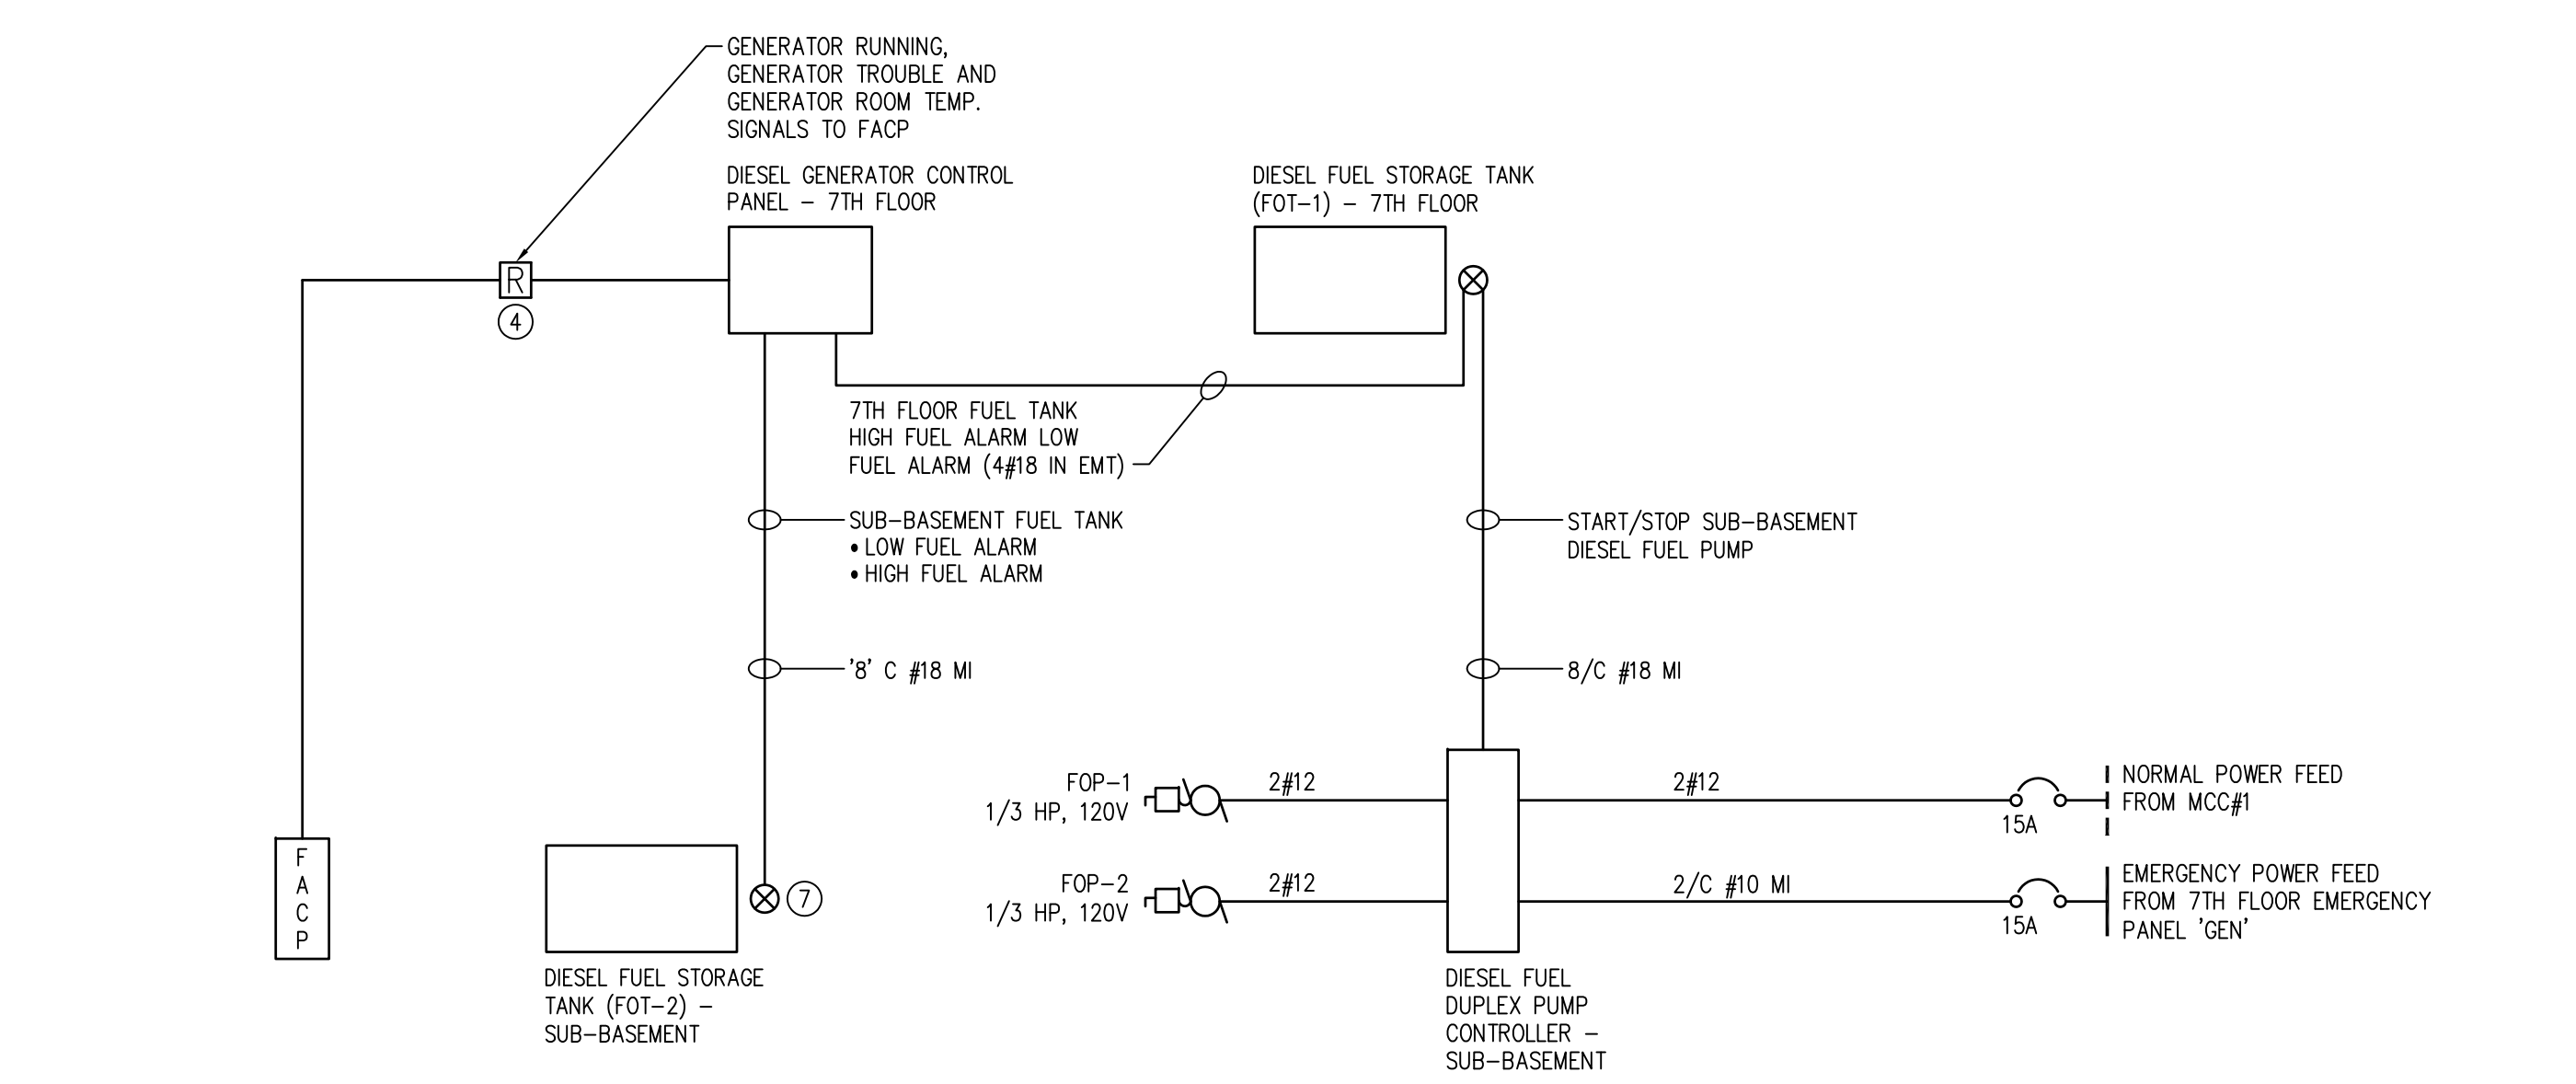 GENERATOR RUNNING,
GENERATOR TROUBLE AND
GENERATOR ROOM TEMP.
SIGNALS TO FACP
DIESEL GENERATOR CONTROL
PANEL – 7TH FLOOR
DIESEL FUEL STORAGE TANK
(FOT–1) – 7TH FLOOR
R
4
7TH FLOOR FUEL TANK
HIGH FUEL ALARM LOW
FUEL ALARM (4#18 IN EMT)
SUB–BASEMENT FUEL TANK
• LOW FUEL ALARM
• HIGH FUEL ALARM
START/STOP SUB–BASEMENT
DIESEL FUEL PUMP
'8' C #18 MI
8/C #18 MI
FOP–1
1/3 HP, 120V
2#12
2#12
15A
NORMAL POWER FEED
FROM MCC#1
FOP–2
1/3 HP, 120V
2#12
2/C #10 MI
15A
EMERGENCY POWER FEED
FROM 7TH FLOOR EMERGENCY
PANEL 'GEN'
F
A
C
P
7
DIESEL FUEL STORAGE
TANK (FOT–2) –
SUB–BASEMENT
DIESEL FUEL
DUPLEX PUMP
CONTROLLER –
SUB–BASEMENT